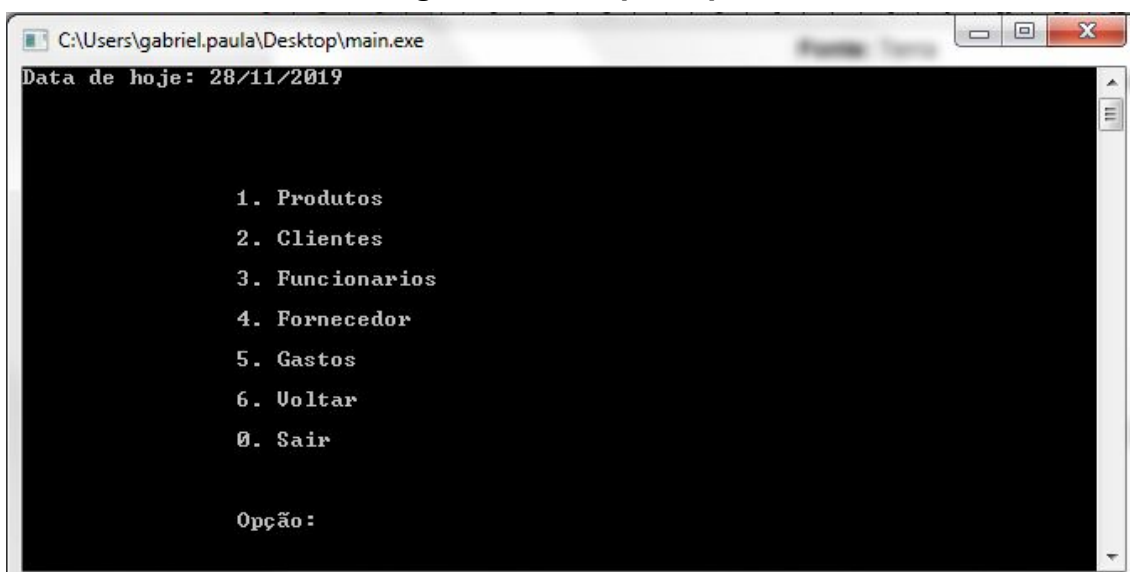 C:\Users\gabriel.paula\Desktop\main.exe
Data de hoje: 28/11/2019
1. Produtos
2. Clientes
3. Funcionarios
4. Fornecedor
5. Gastos
6. Voltar
0. Sair
Opção: